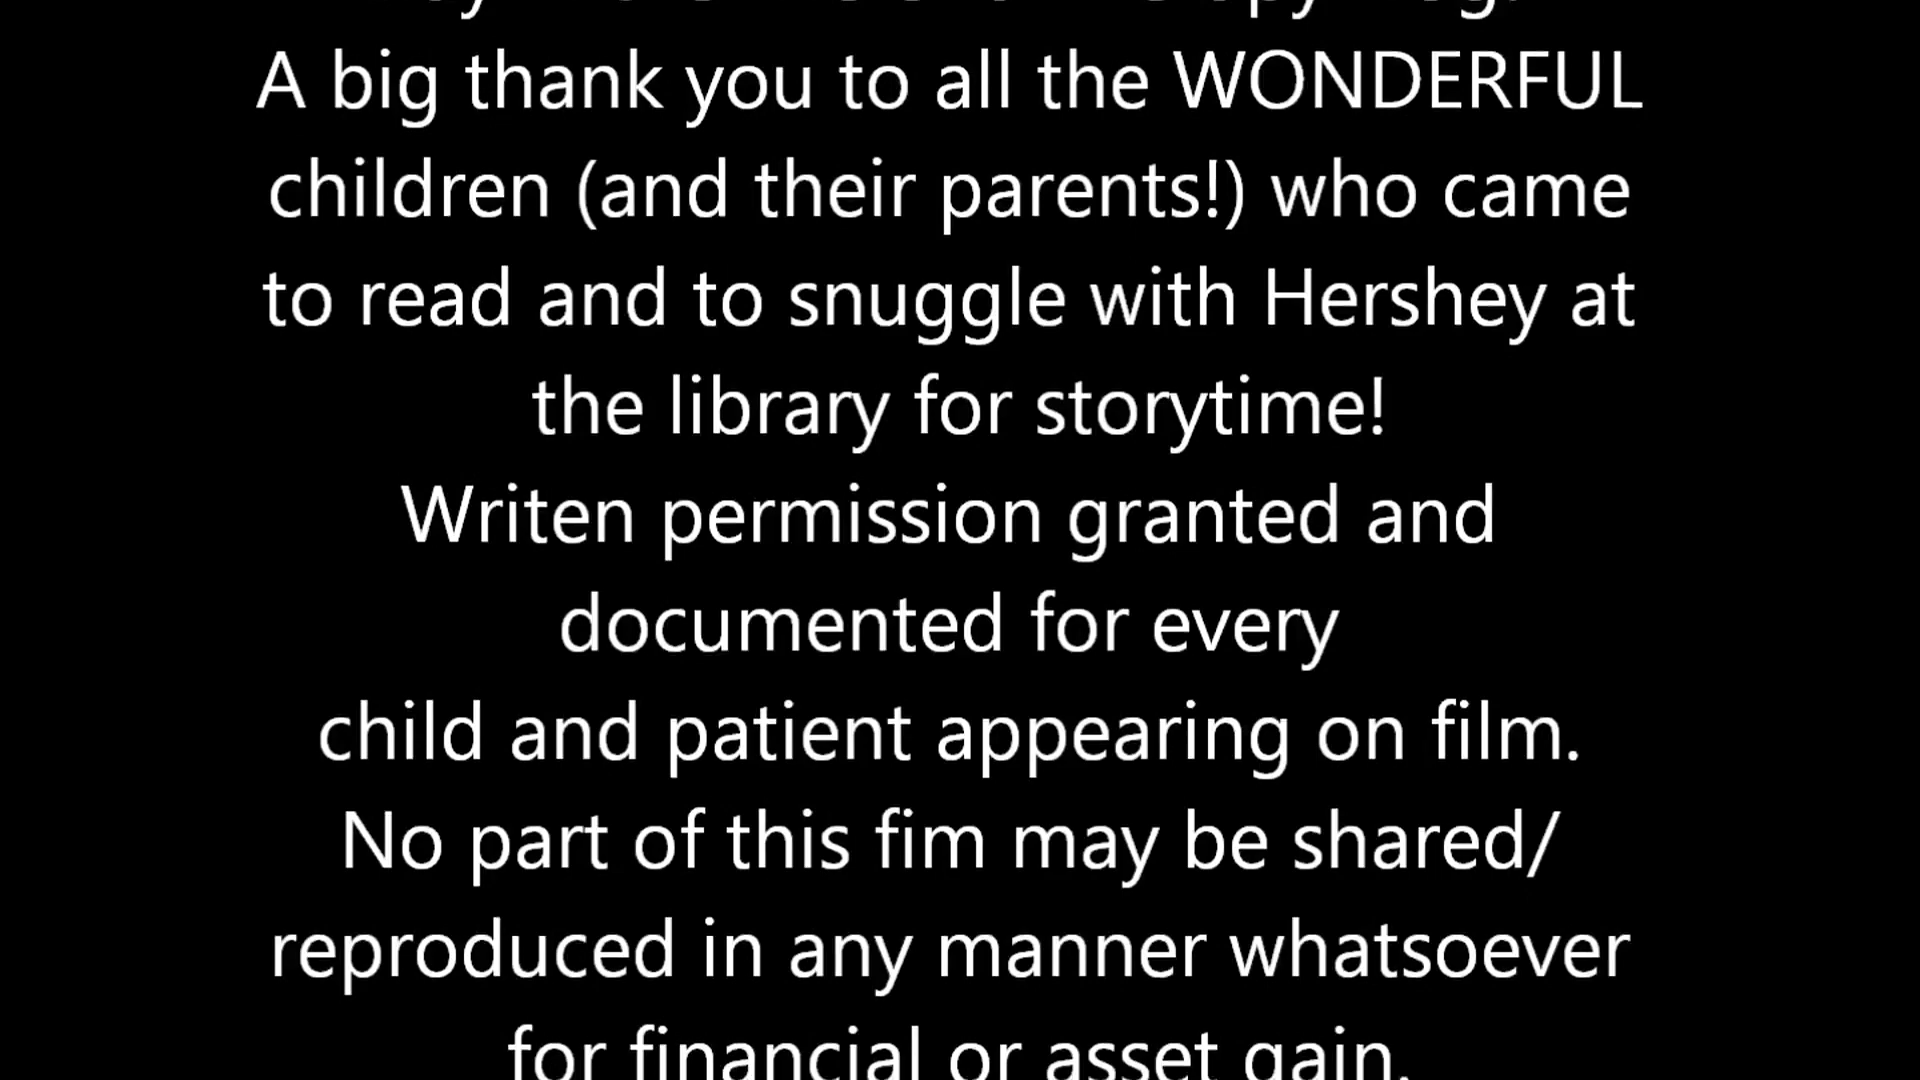 A big thank you to all the WONDERFUL
children (and their parents!) who came
to read and to snuggle with Hershey at
the library for storytime!
Writen permission granted and
documented for every
child and patient appearing on film.
No part of this fim may be shared/
reproduced in any manner whatsoever
for financial or asset gain.